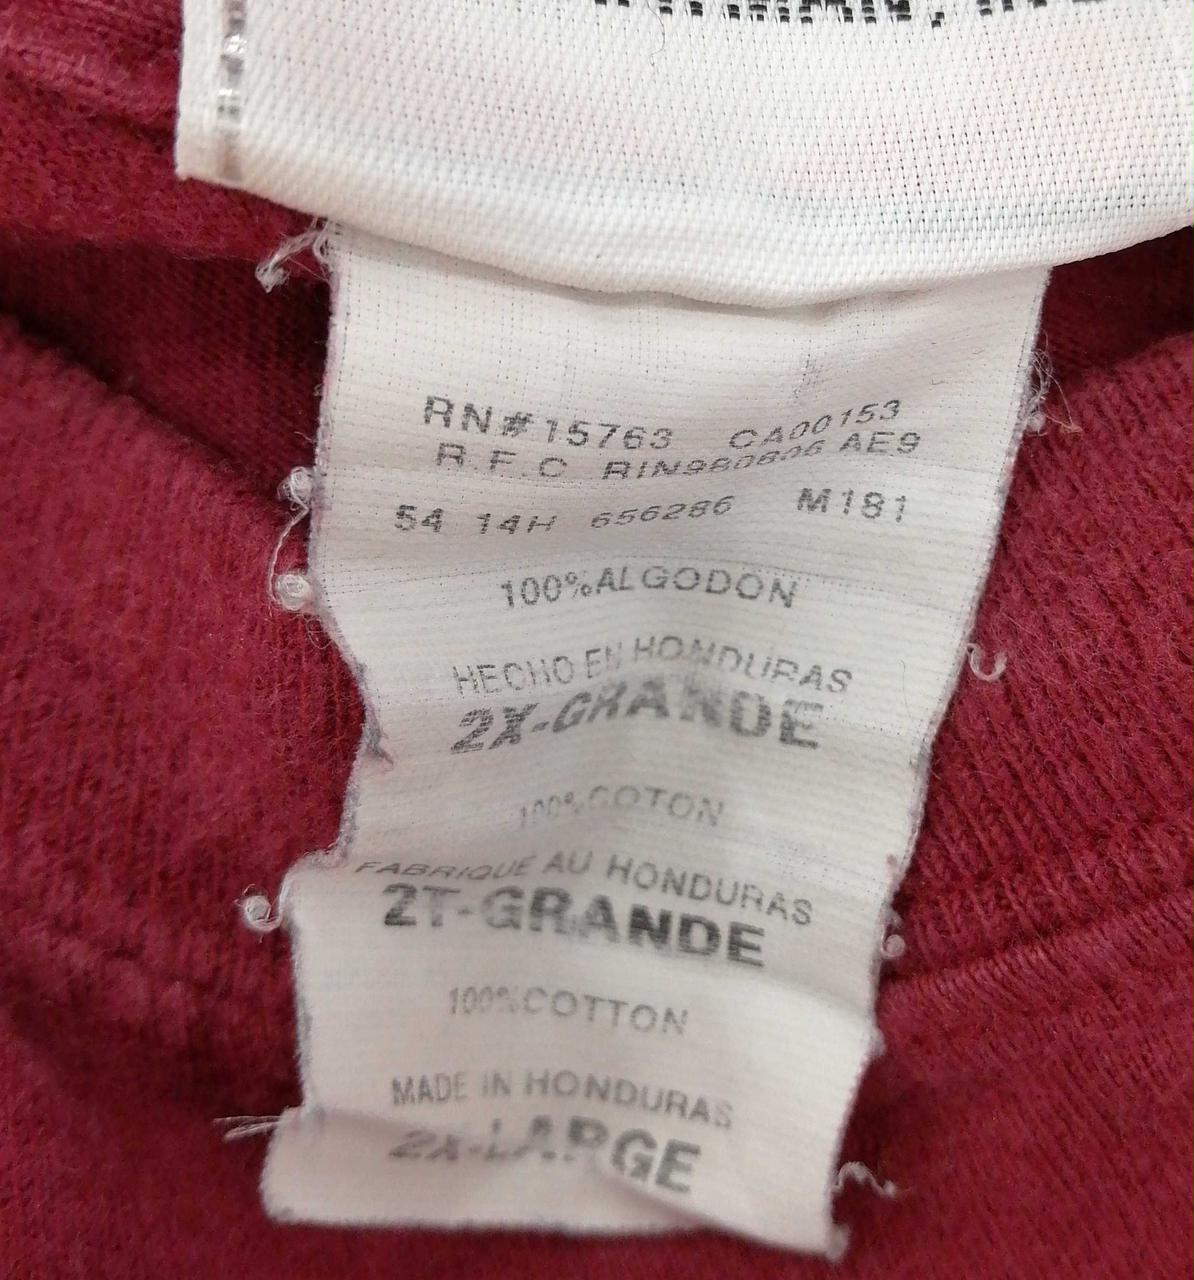 RN#15763 CA00153
R.F.C RIN980806 AE9
54 14H 656286 M181
100%ALGODON
HECHO EN HONDURAS
2X-GRANDE
100%COTON
FABRIQUE AU HONDURAS
2T-GRANDE
100%COTTON
MADE IN HONDURAS
2X-LARGE